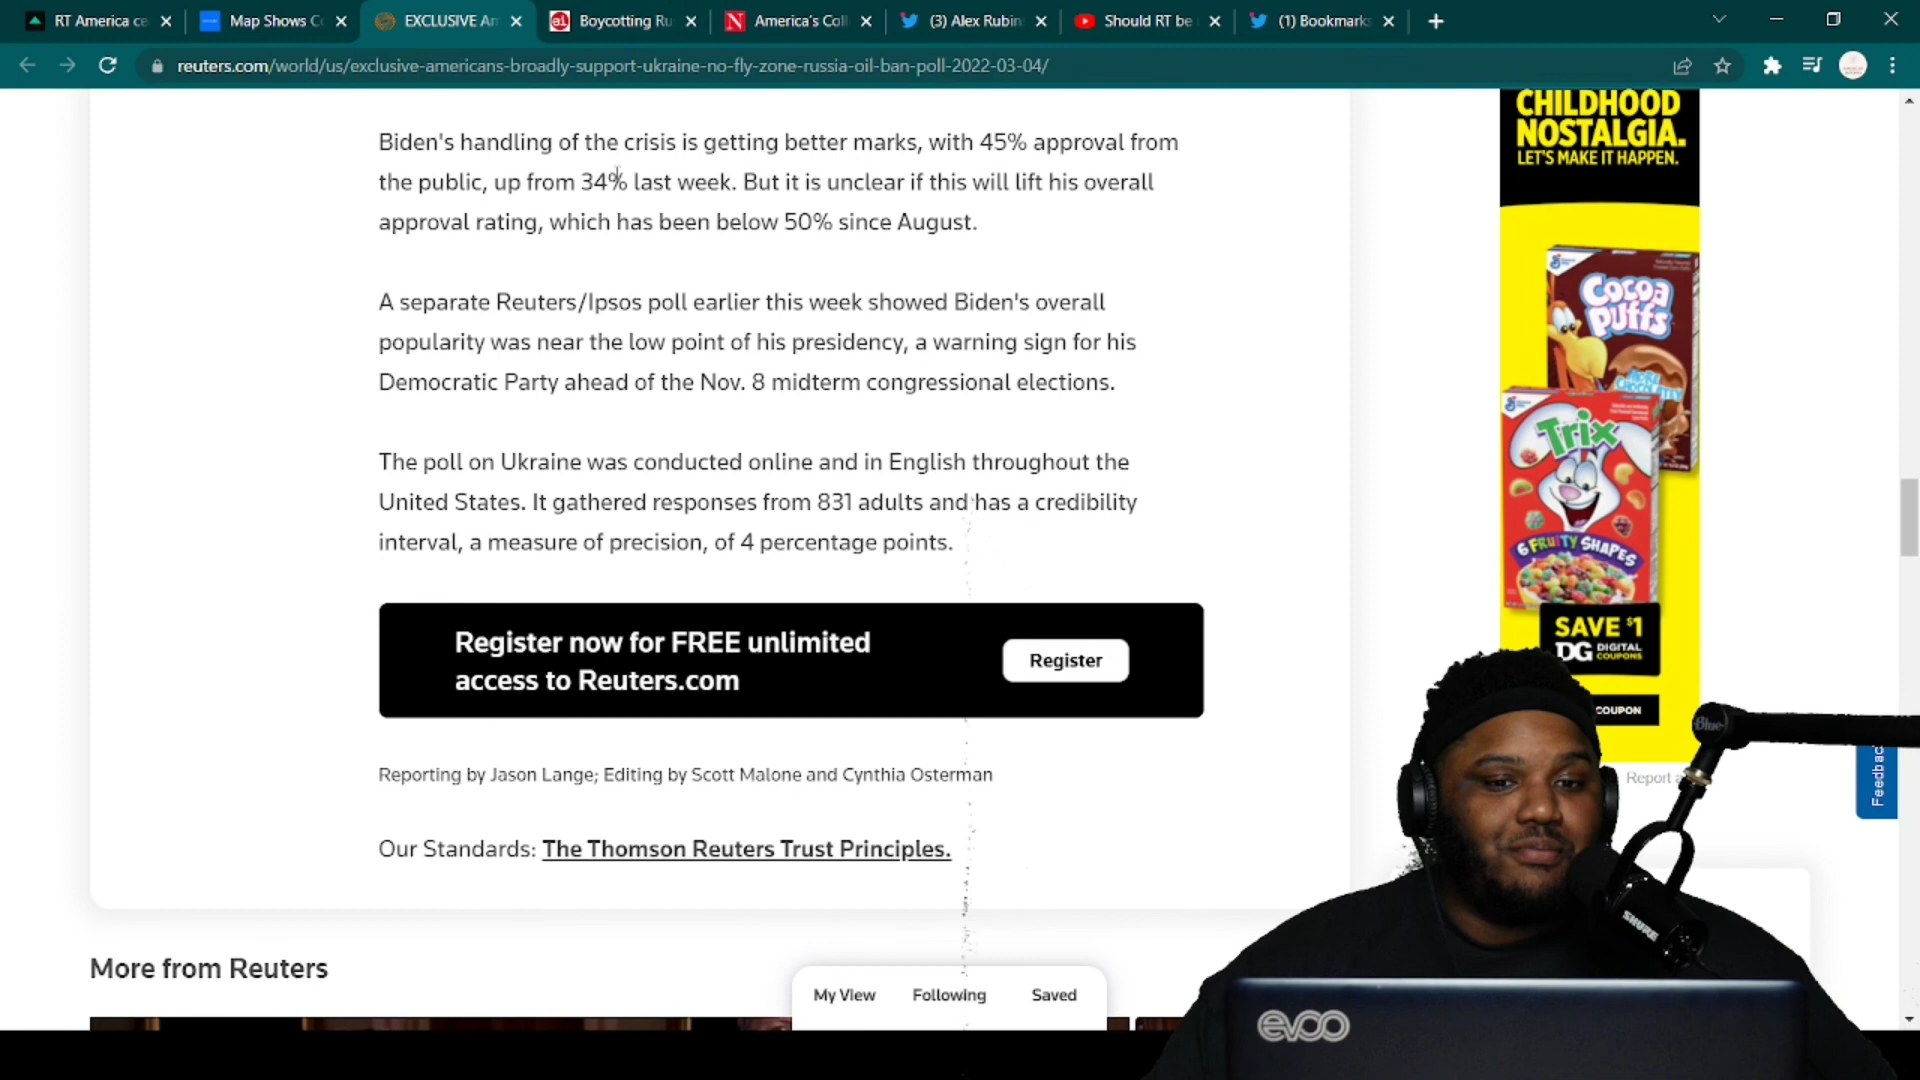 RT America ce
Map Shows Co
EXCLUSIVE Am
Boycotting Ru
America's Coll
(3) Alex Rubin
Should RT be
(1) Bookmarks
reuters.com/world/us/exclusive-americans-broadly-support-ukraine-no-fly-zone-russia-oil-ban-poll-2022-03-04/
Biden's handling of the crisis is getting better marks, with 45% approval from
the public, up from 34% last week. But it is unclear if this will lift his overall
approval rating, which has been below 50% since August.
A separate Reuters/Ipsos poll earlier this week showed Biden's overall
popularity was near the low point of his presidency, a warning sign for his
Democratic Party ahead of the Nov. 8 midterm congressional elections.
The poll on Ukraine was conducted online and in English throughout the
United States. It gathered responses from 831 adults and has a credibility
interval, a measure of precision, of 4 percentage points.
Register now for FREE unlimited
access to Reuters.com
Register
Reporting by Jason Lange; Editing by Scott Malone and Cynthia Osterman
Our Standards: The Thomson Reuters Trust Principles.
More from Reuters
My View
Following
Saved
CHILDHOOD
NOSTALGIA.
LET'S MAKE IT HAPPEN.
Cocoa
Puffs
MORE
CHOCOLATEY
Trix
6 FRUITY SHAPES
SAVE $1
DG DIGITAL
COUPONS
COUPON
Report
Feedbac
Blue
SHURE
evoo